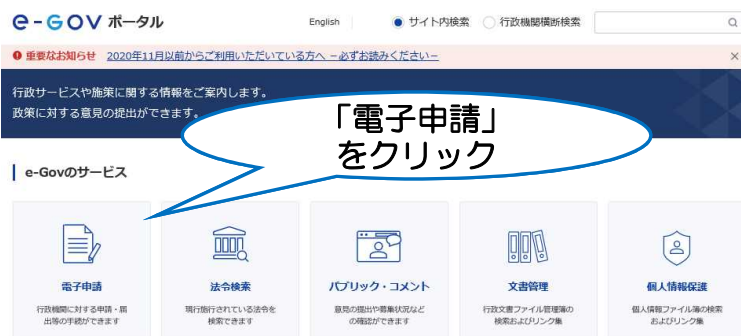 e-GOV ポータル
English
サイト内検索
行政機関横断検索
重要なお知らせ 2020年11月以前からご利用いただいている方へ －必ずお読みください－
行政サービスや施策に関する情報をご案内します。
政策に対する意見の提出ができます。
「電子申請」
をクリック
e-Govのサービス
電子申請
行政機関に対する申請・届
出等の手続ができます
法令検索
現行施行されている法令を
検索できます
パブリック・コメント
意見の提出や募集状況など
の確認ができます
文書管理
行政文書ファイル管理簿の
検索およびリンク集
個人情報保護
個人情報ファイル簿の検索
およびリンク集